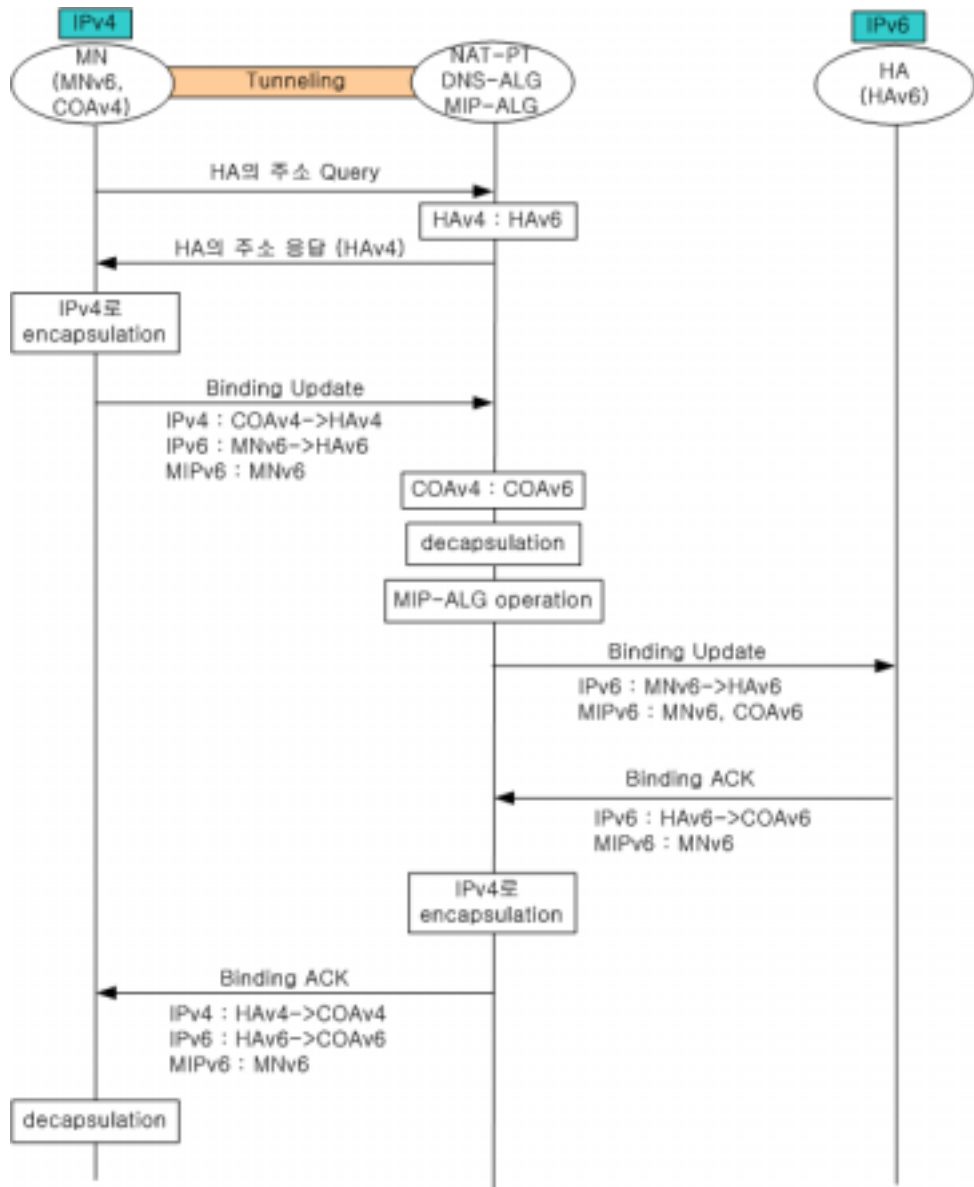 IPv4
IPv6
MN
(MNv6,
COAv4)
Tunneling
NAT-PT
DNS-ALG
MIP-ALG
HA
(HAv6)
HA의 주소 Query
HAv4 : HAv6
HA의 주소 응답 (HAv4)
IPv4로
encapsulation
Binding Update
IPv4 : COAv4->HAv4
IPv6 : MNv6->HAv6
MIPv6 : MNv6
COAv4 : COAv6
decapsulation
MIP-ALG operation
Binding Update
IPv6 : MNv6->HAv6
MIPv6 : MNv6, COAv6
Binding ACK
IPv6 : HAv6->COAv6
MIPv6 : MNv6
IPv4로
encapsulation
Binding ACK
IPv4 : HAv4->COAv4
IPv6 : HAv6->COAv6
MIPv6 : MNv6
decapsulation